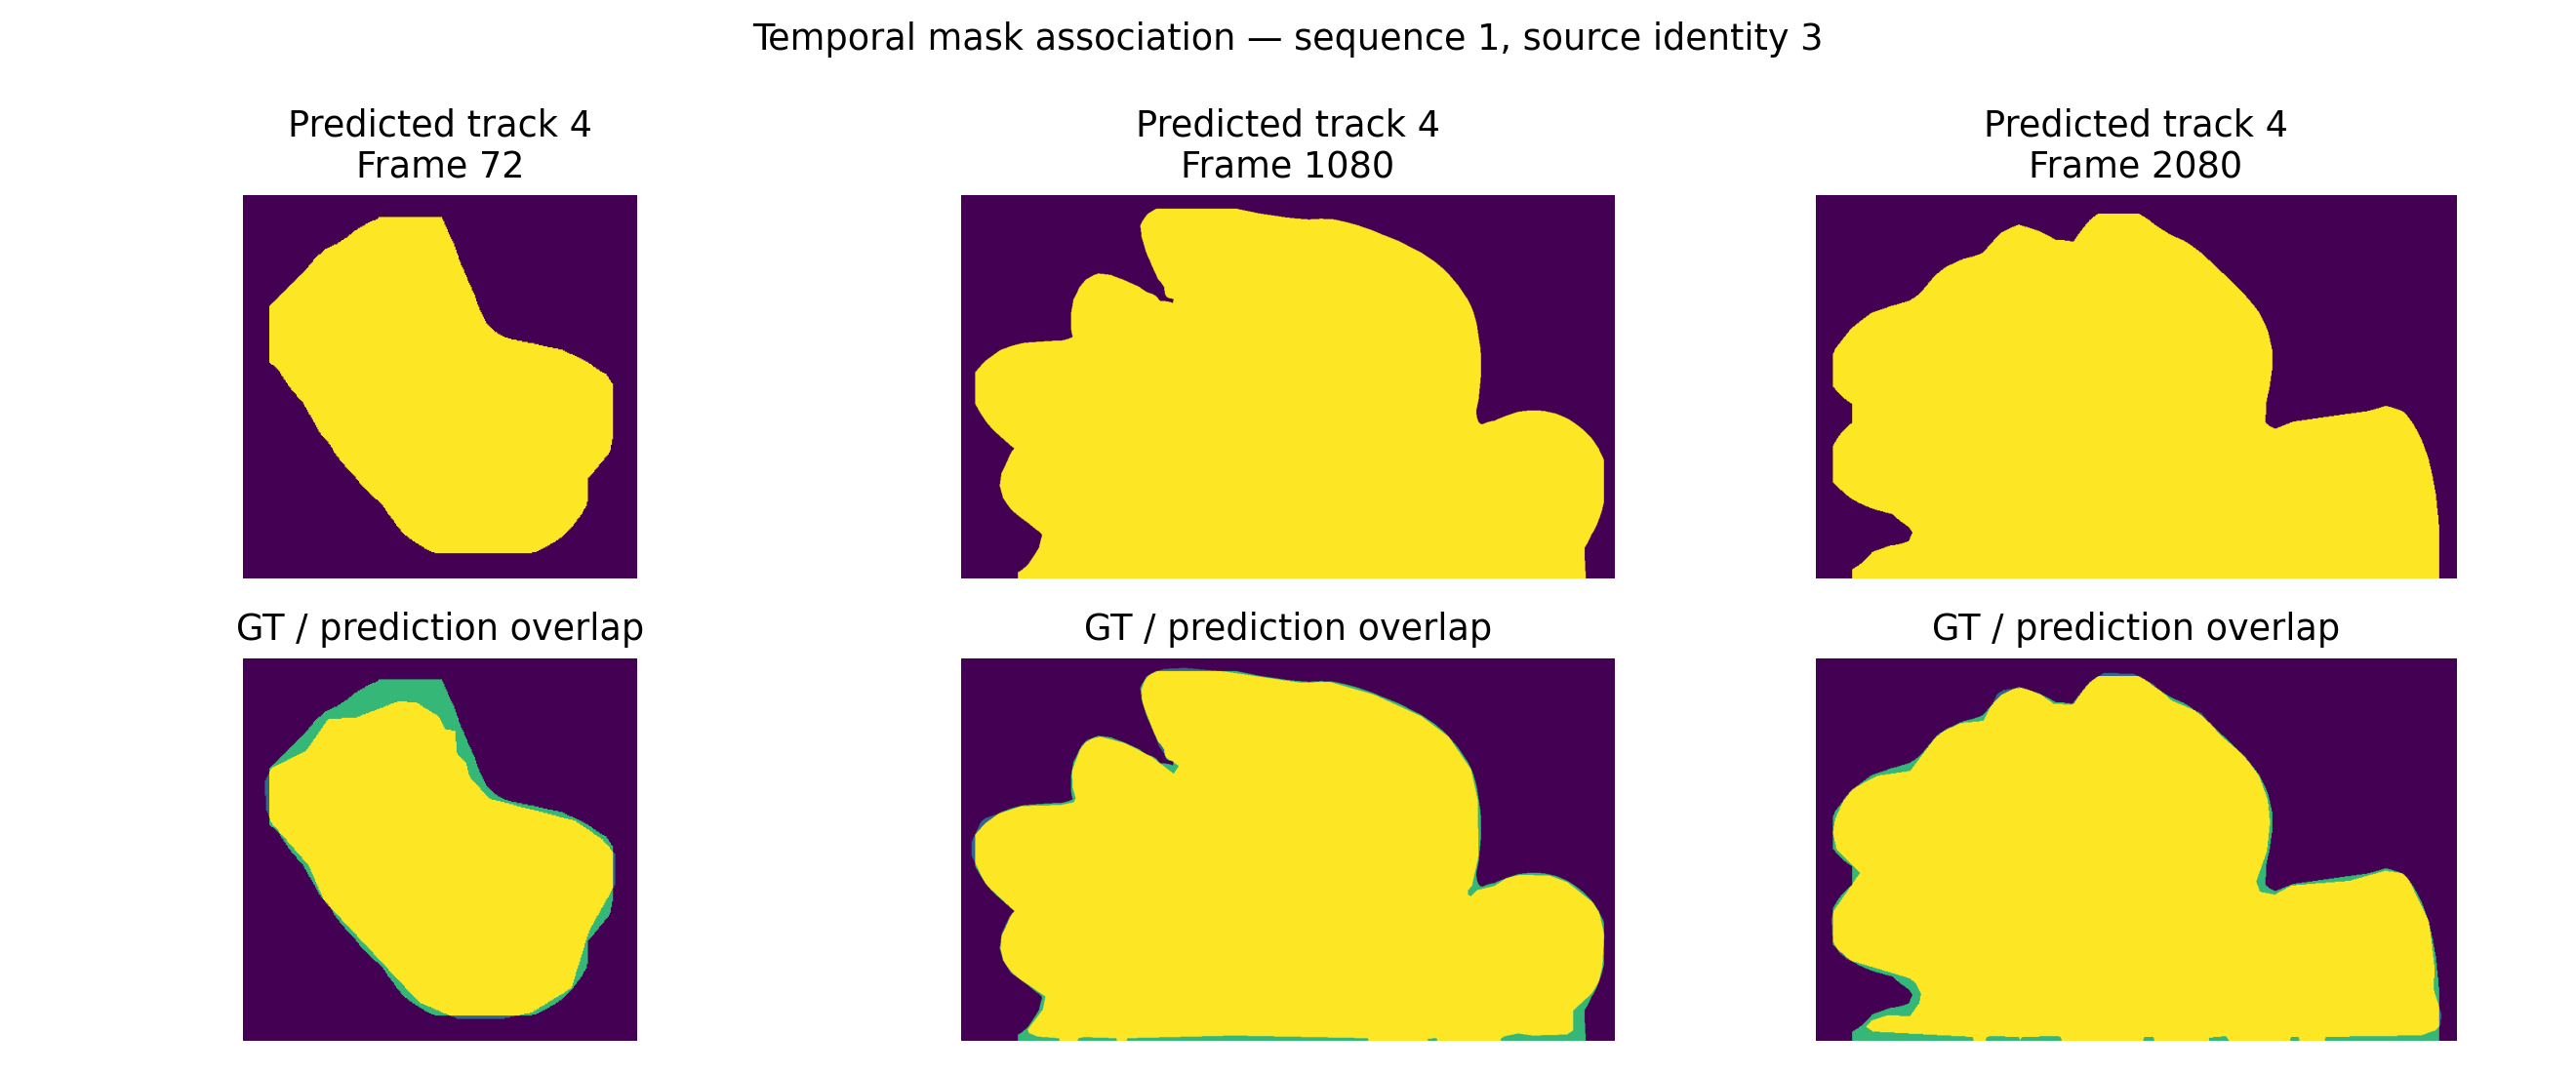 Temporal mask association — sequence 1, source identity 3
Predicted track 4
Frame 72
Predicted track 4
Frame 1080
Predicted track 4
Frame 2080
GT / prediction overlap
GT / prediction overlap
GT / prediction overlap